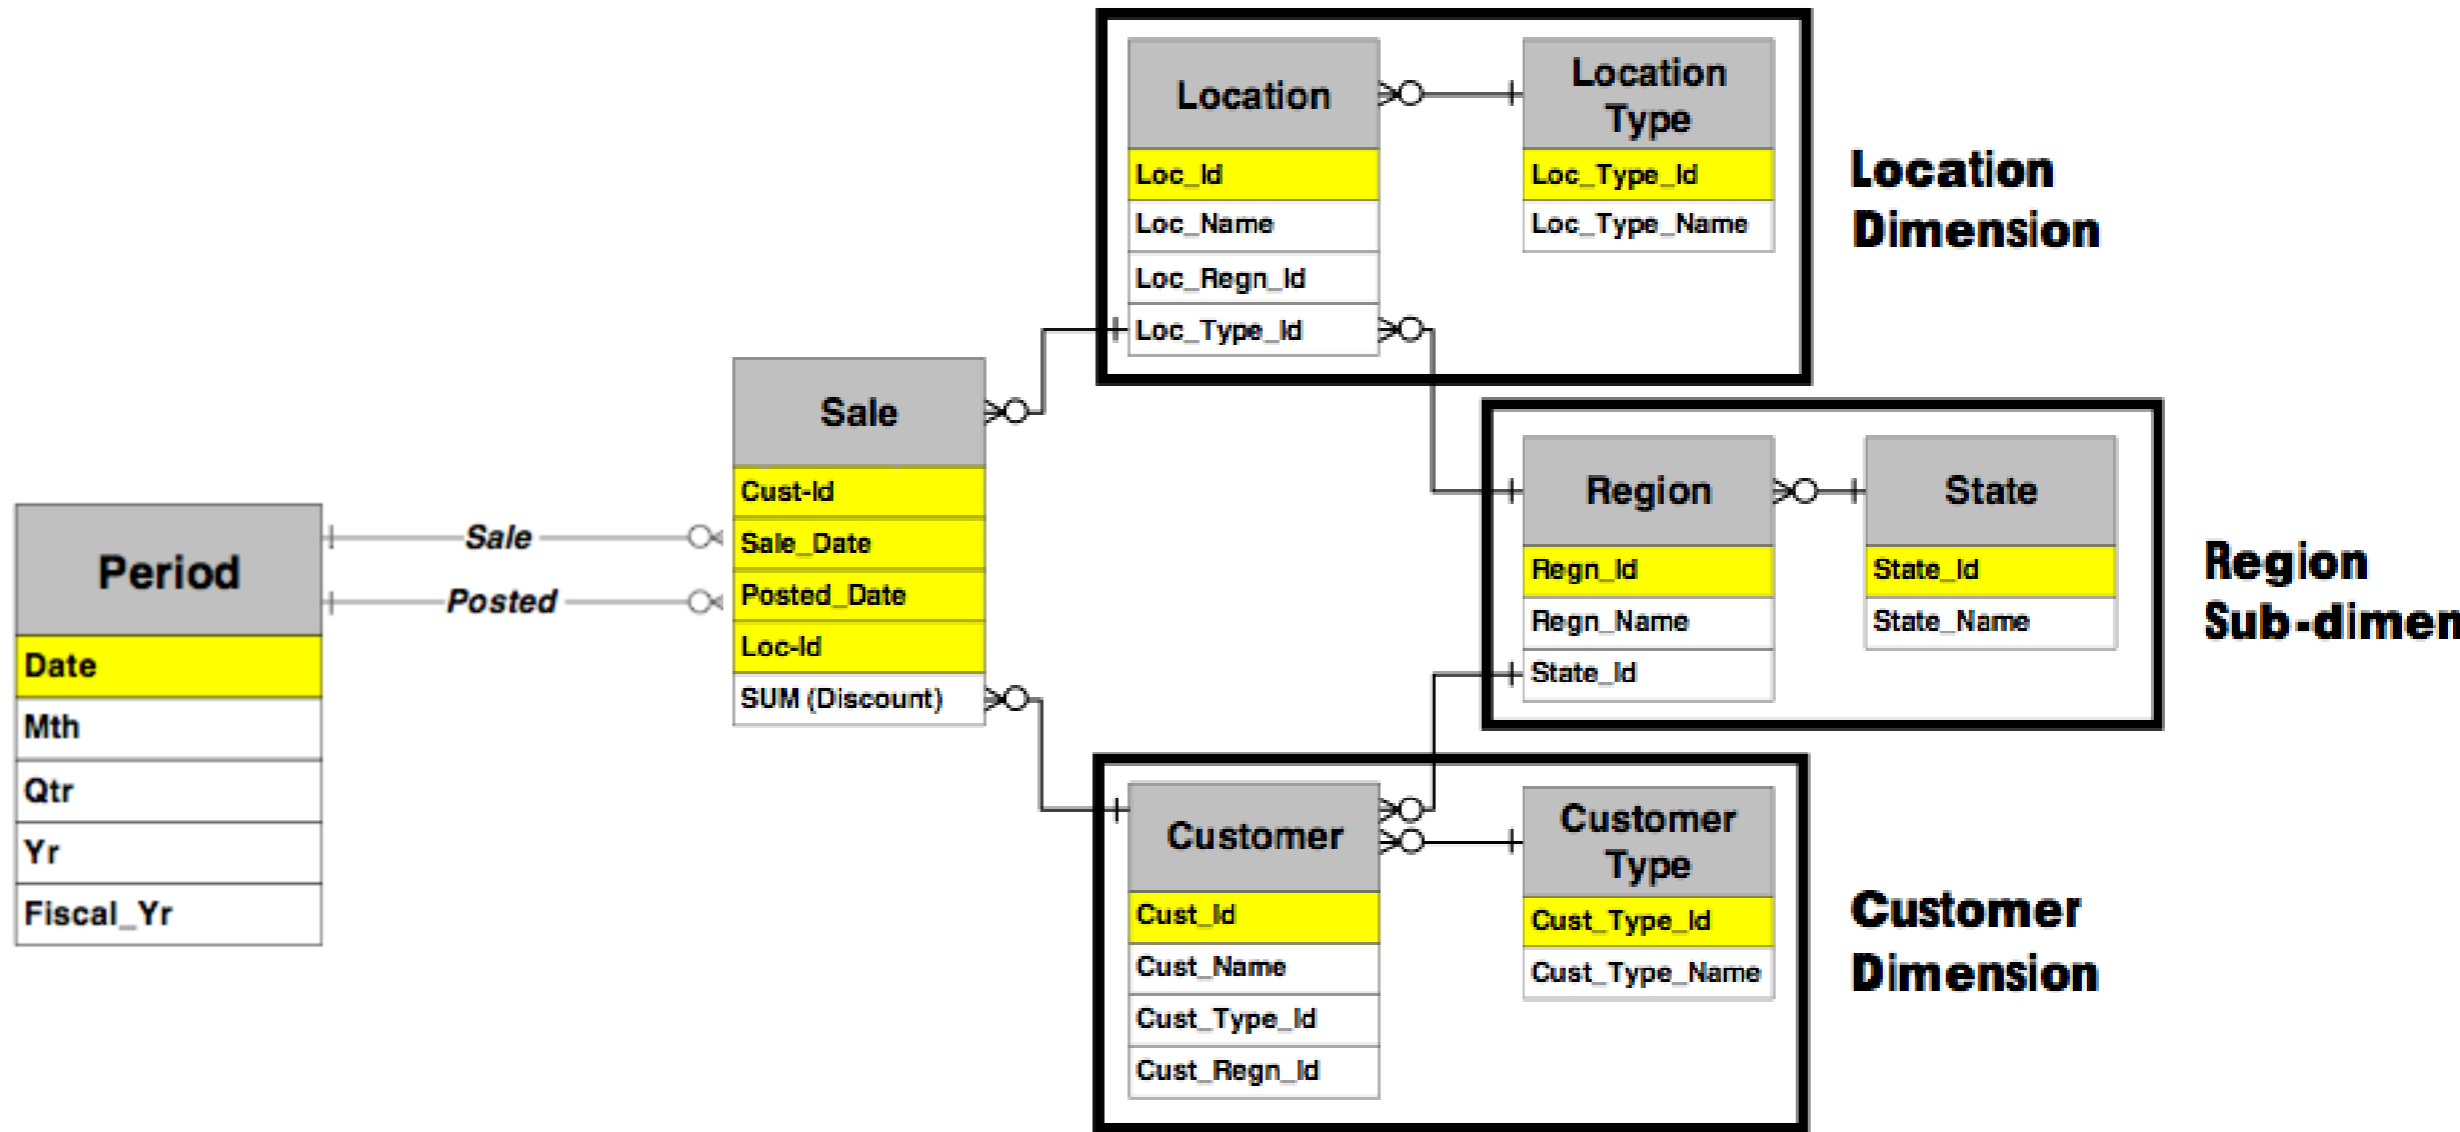 Location
Loc_Id
Loc_Name
Loc_Regn_Id
Loc_Type_Id
Location
Type
Loc_Type_Id
Loc_Type_Name
Location
Dimension
Sale
Cust-Id
Sale_Date
Posted_Date
Loc-Id
SUM (Discount)
Period
Date
Mth
Qtr
Yr
Fiscal_Yr
Sale
Posted
Region
Regn_Id
Regn_Name
State_Id
State
State_Id
State_Name
Region
Sub-dimen
Customer
Cust_Id
Cust_Name
Cust_Type_Id
Cust_Regn_Id
Customer
Type
Cust_Type_Id
Cust_Type_Name
Customer
Dimension